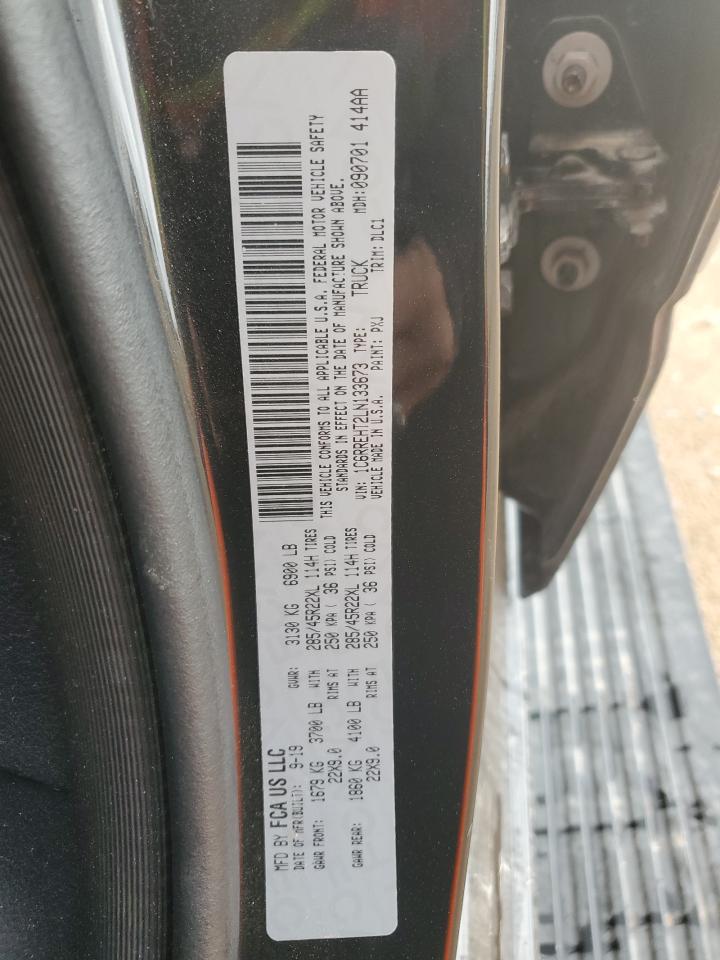 MFD BY FCA US LLC
DATE OF MFR(BUILT): 9-19 GVWR: 3130 KG 6900 LB
GAWR FRONT: 1679 KG 3700 LB WITH 285/45R22XL 114H TIRES
22X9.0 RIMS AT 250 KPA ( 36 PSI) COLD
GAWR REAR: 1860 KG 4100 LB WITH 285/45R22XL 114H TIRES
22X9.0 RIMS AT 250 KPA ( 36 PSI) COLD
THIS VEHICLE CONFORMS TO ALL APPLICABLE U.S.A. FEDERAL MOTOR VEHICLE SAFETY
STANDARDS IN EFFECT ON THE DATE OF MANUFACTURE SHOWN ABOVE.
VIN: 1C6RREHT2LN133673 TYPE: TRUCK MDH:090701 414AA
VEHICLE MADE IN U.S.A. PAINT: PXJ TRIM: DLC1